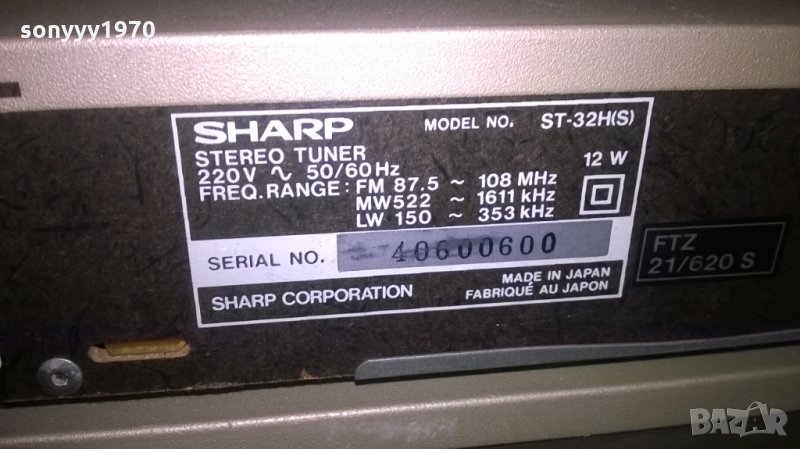 sonyyy1970
SHARP MODEL NO. ST-32H(S)
STEREO TUNER 12 W
220V ~ 50/60Hz
FREQ.RANGE: FM 87.5 ~ 108 MHz
MW522 ~ 1611 kHz
LW 150 ~ 353 kHz
SERIAL NO. 40600600
FTZ
21/620 S
SHARP CORPORATION
MADE IN JAPAN
FABRIQUÉ AU JAPON
BAZAR